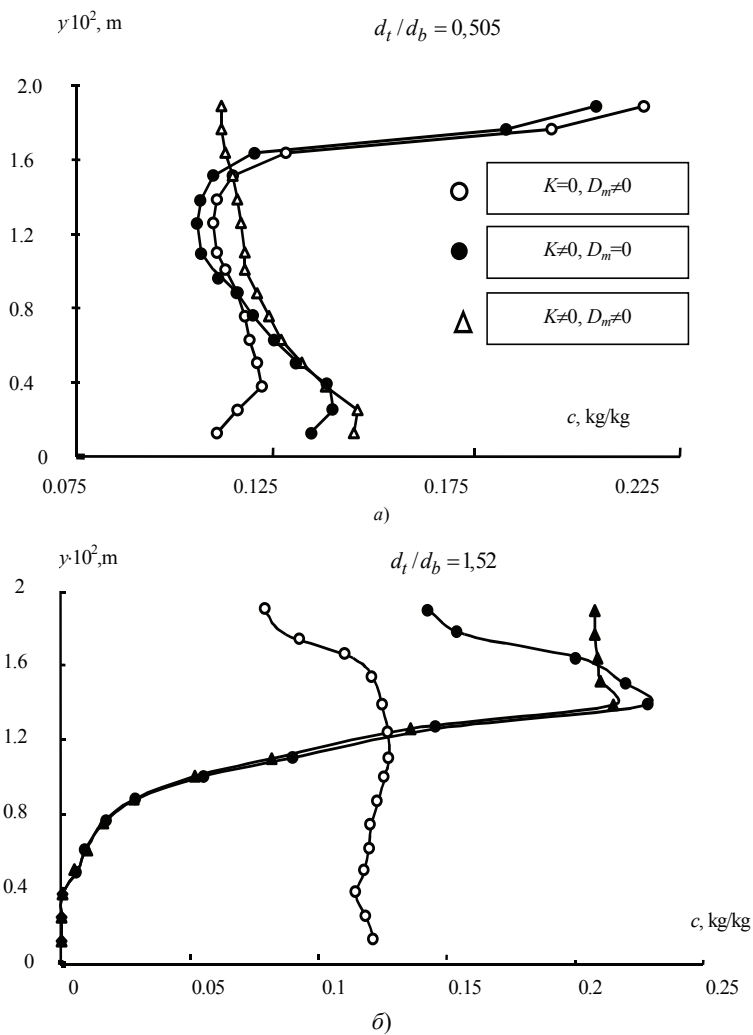 y·10², m
d_t / d_b = 0,505
2.0
1.6
1.2
0.8
0.4
0
K=0, D_m≠0
K≠0, D_m=0
K≠0, D_m≠0
c, kg/kg
0.075 0.125 0.175 0.225
а)
y·10²,m
d_t / d_b = 1,52
2
1.6
1.2
0.8
0.4
0
c, kg/kg
0 0.05 0.1 0.15 0.2 0.25
б)